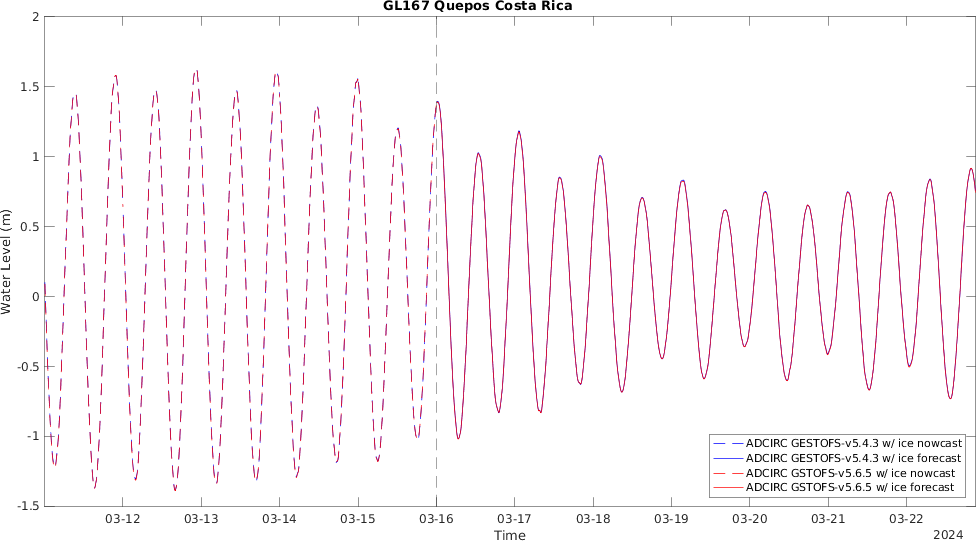 GL167 Quepos Costa Rica
2
1.5
1
0.5
0
-0.5
-1
-1.5
Water Level (m)
03-12 03-13 03-14 03-15 03-16 03-17 03-18 03-19 03-20 03-21 03-22
Time
2024
ADCIRC GESTOFS-v5.4.3 w/ ice nowcast
ADCIRC GESTOFS-v5.4.3 w/ ice forecast
ADCIRC GSTOFS-v5.6.5 w/ ice nowcast
ADCIRC GSTOFS-v5.6.5 w/ ice forecast